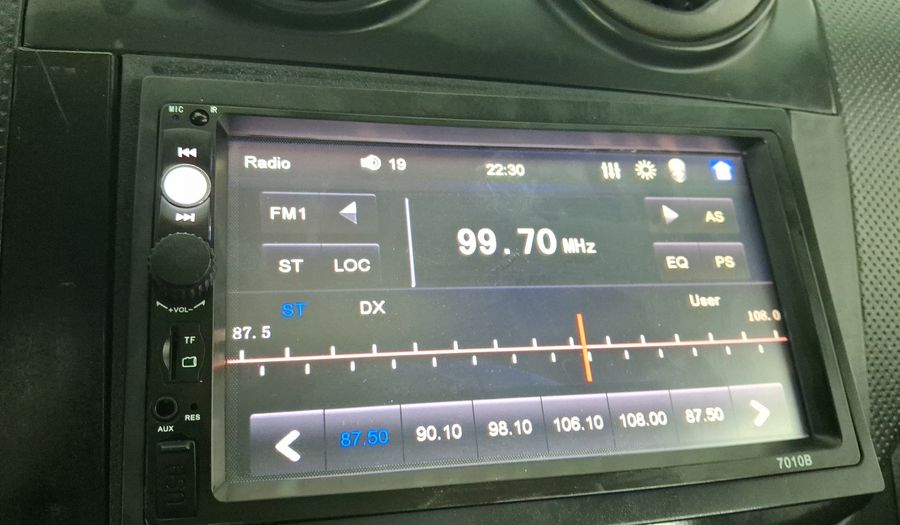 MIC IR
Radio 19 22:30
FM1 99.70 MHz AS
ST LOC EQ PS
ST DX User
87.5 108.0
87.50 90.10 98.10 106.10 108.00 87.50
+VOL-
TF
RES
AUX
USB
7010B